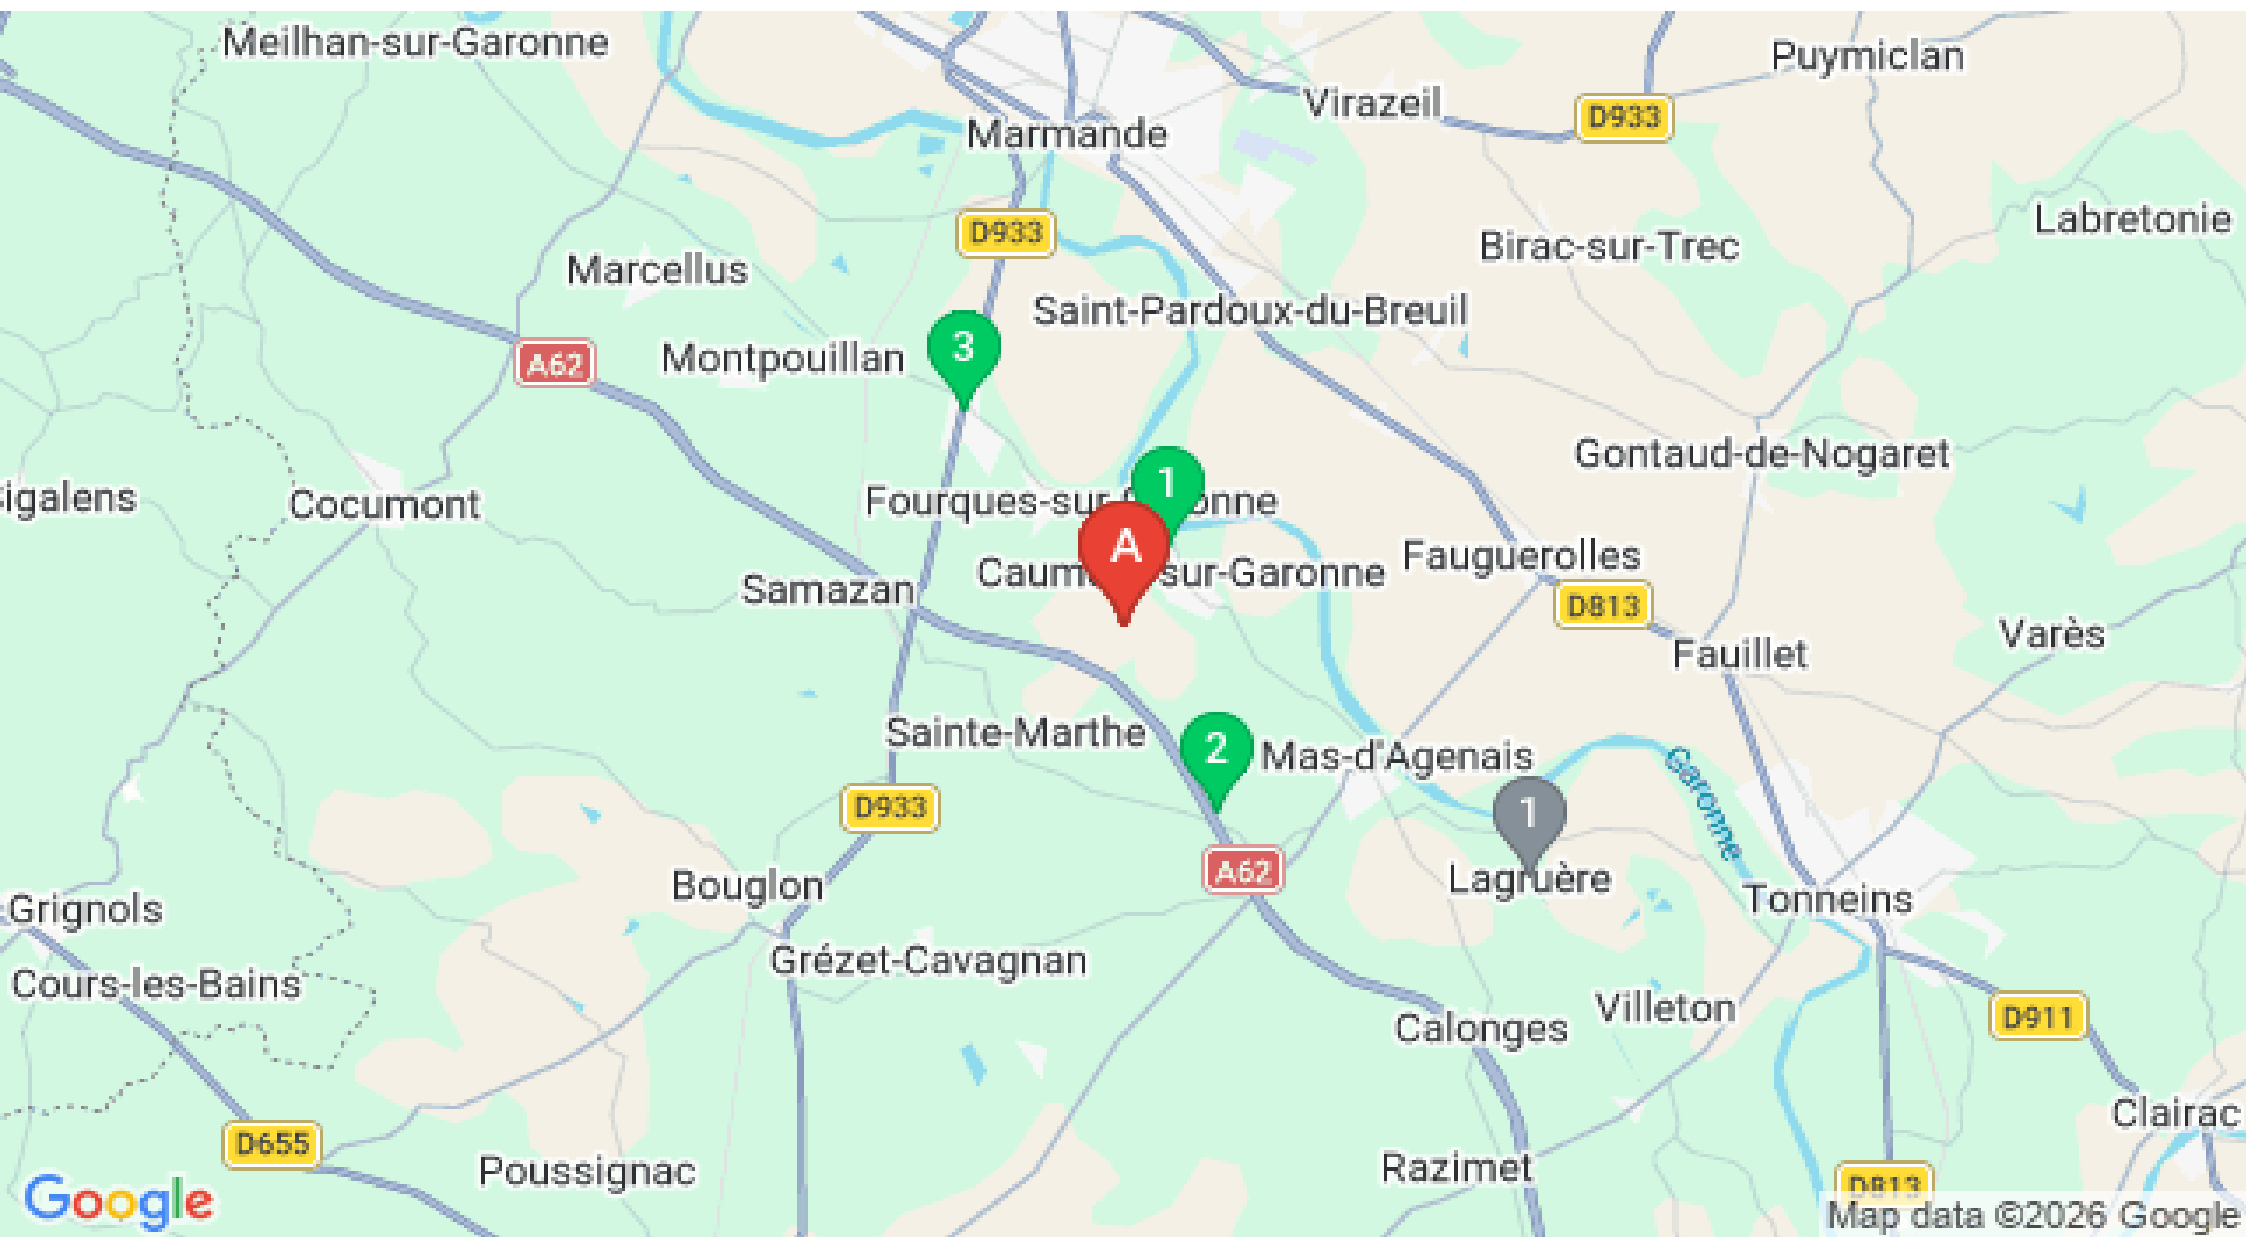 Meilhan-sur-Garonne
Puymiclan
Virazeil
D933
Marmande
Labretonie
D933
Birac-sur-Trec
Marcellus
Saint-Pardoux-du-Breuil
3
Montpouillan
A62
Gontaud-de-Nogaret
1
igalens
Cocumont
Fourques-sur-
onne
A
Fauguerolles
Caum
sur-Garonne
Samazan
D813
Varès
Fauillet
Sainte-Marthe
2
Mas-d'Agenais
Garonne
D933
1
A62
Bouglon
Lagruère
Tonneins
Grignols
Grézet-Cavagnan
Cours-les-Bains
Villeton
D911
Calonges
Clairac
D655
Poussignac
Razimet
D813
Google
Map data ©2026 Google